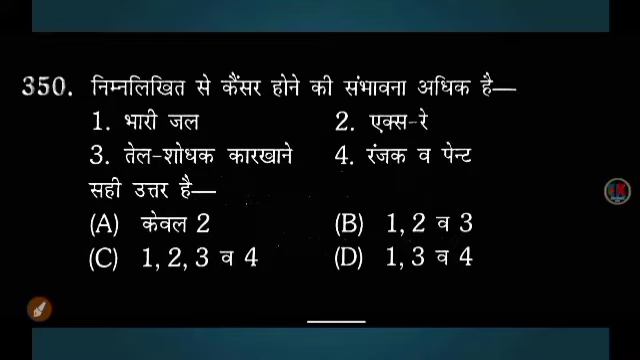 350. निम्नलिखित से कैंसर होने की संभावना अधिक है—
1. भारी जल 2. एक्स-रे
3. तेल-शोधक कारखाने 4. रंजक व पेन्ट
सही उत्तर है—
(A) केवल 2 (B) 1, 2 व 3
(C) 1, 2, 3 व 4 (D) 1, 3 व 4